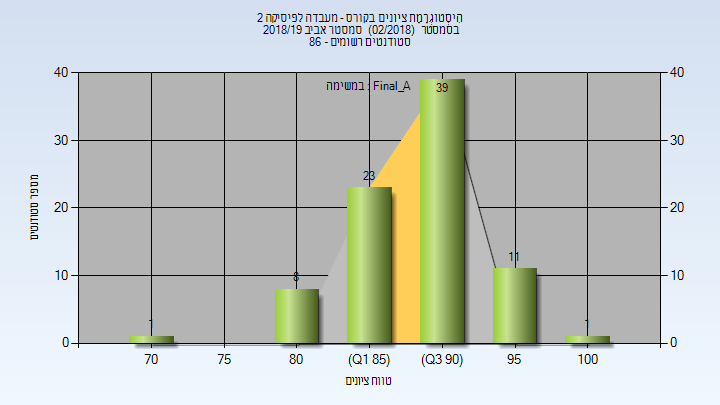 הִיסְטוֹגְרָמַת ציונים בקורס - מעבדה לפיסיקה 2
בסמסטר (02/2018) סמסטר אביב 2018/19
סטודנטים רשומים - 86
במשימה : Final_A
40 40
30 30
20 20
10 10
0 0
1 8 23 39 11 1
70 75 80 (Q1 85) (Q3 90) 95 100
מספר סטודנטים
טווח ציונים